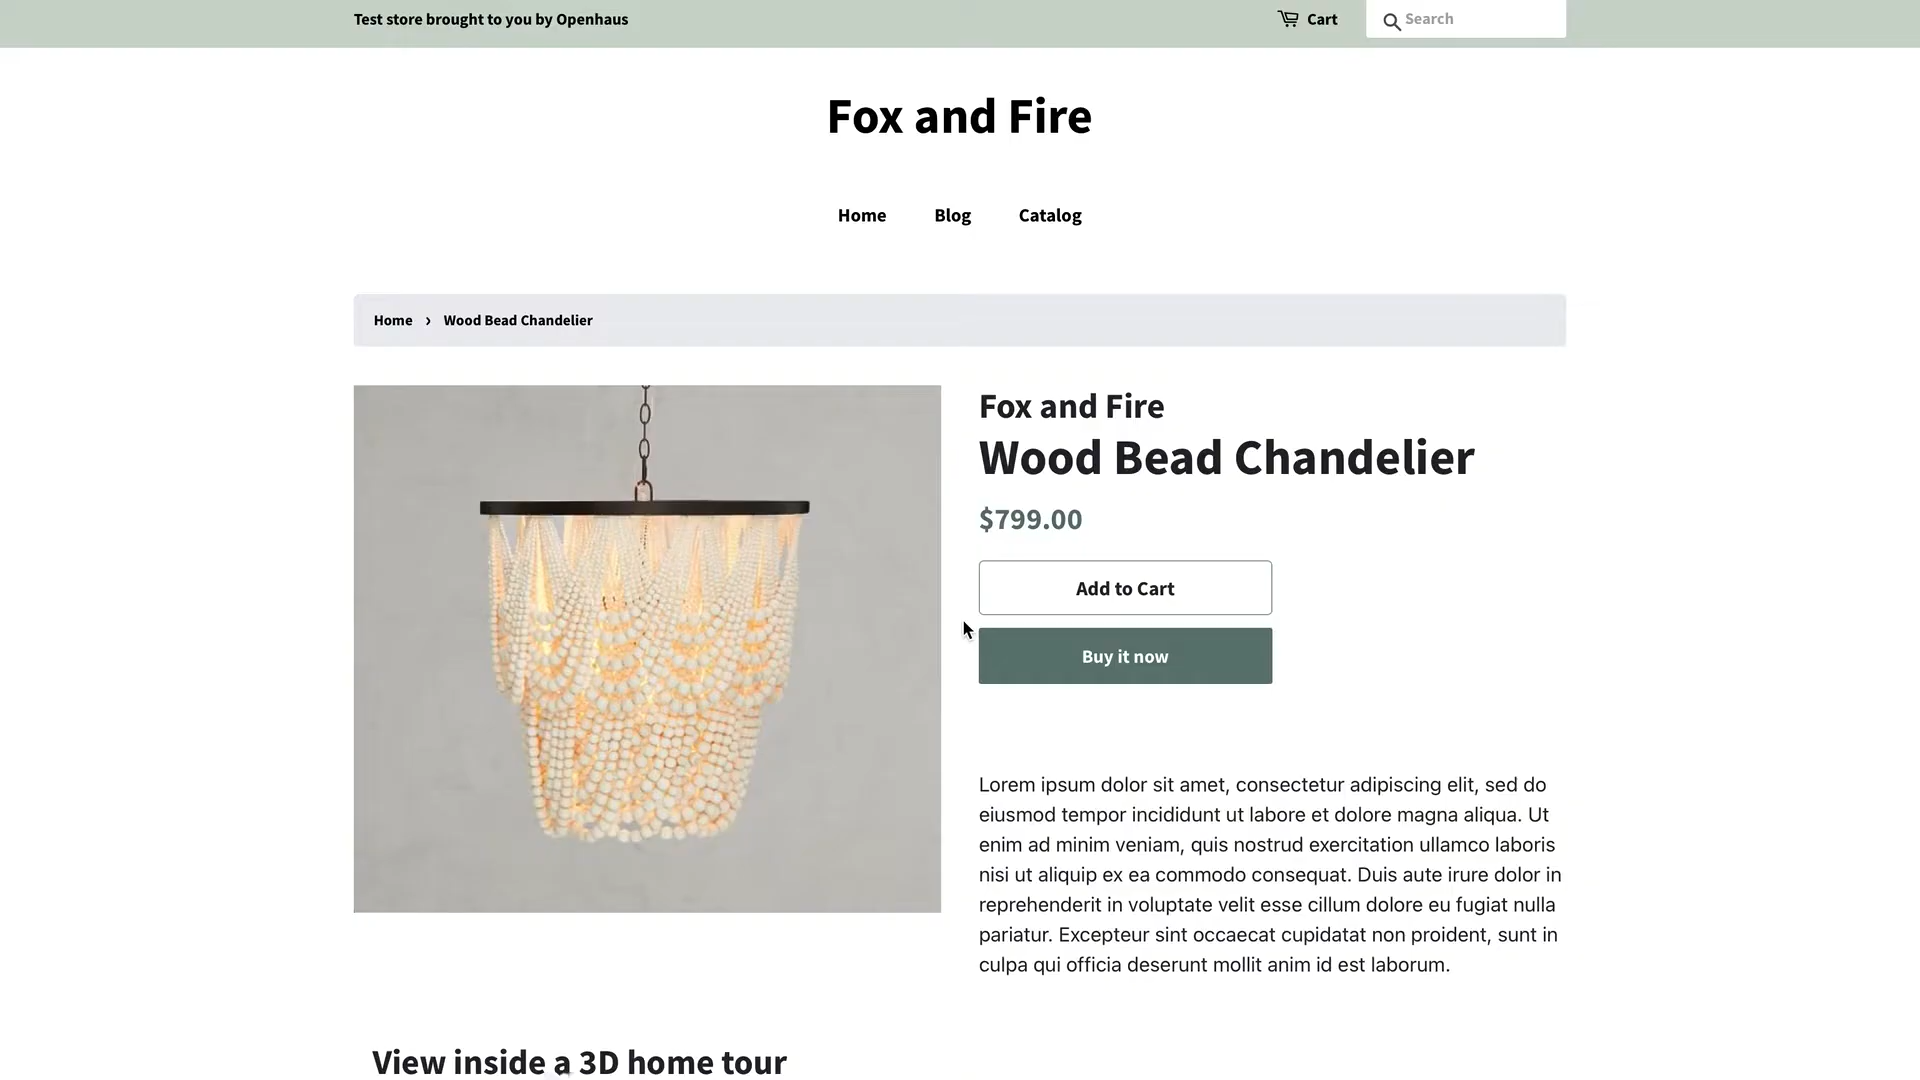 Test store brought to you by Openhaus
Cart
Search
Fox and Fire
Home
Blog
Catalog
Home › Wood Bead Chandelier
Fox and Fire
Wood Bead Chandelier
$799.00
Add to Cart
Buy it now
Lorem ipsum dolor sit amet, consectetur adipiscing elit, sed do
eiusmod tempor incididunt ut labore et dolore magna aliqua. Ut
enim ad minim veniam, quis nostrud exercitation ullamco laboris
nisi ut aliquip ex ea commodo consequat. Duis aute irure dolor in
reprehenderit in voluptate velit esse cillum dolore eu fugiat nulla
pariatur. Excepteur sint occaecat cupidatat non proident, sunt in
culpa qui officia deserunt mollit anim id est laborum.
View inside a 3D home tour